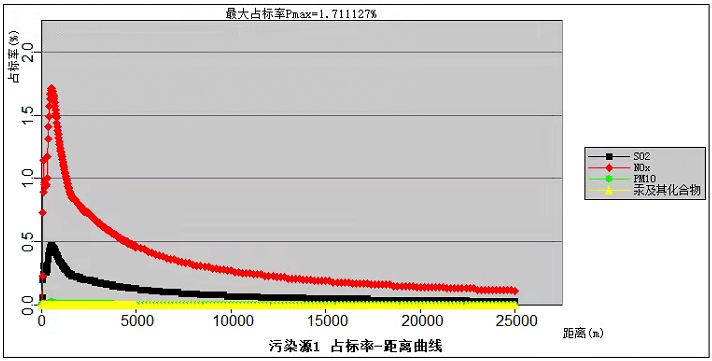 最大占标率Pmax=1.711127%
占标率(%)
2.0
1.5
1.0
0.5
0.0
0
5000
10000
15000
20000
25000
距离(m)
污染源1 占标率-距离曲线
SO2
NOx
PM10
汞及其化合物